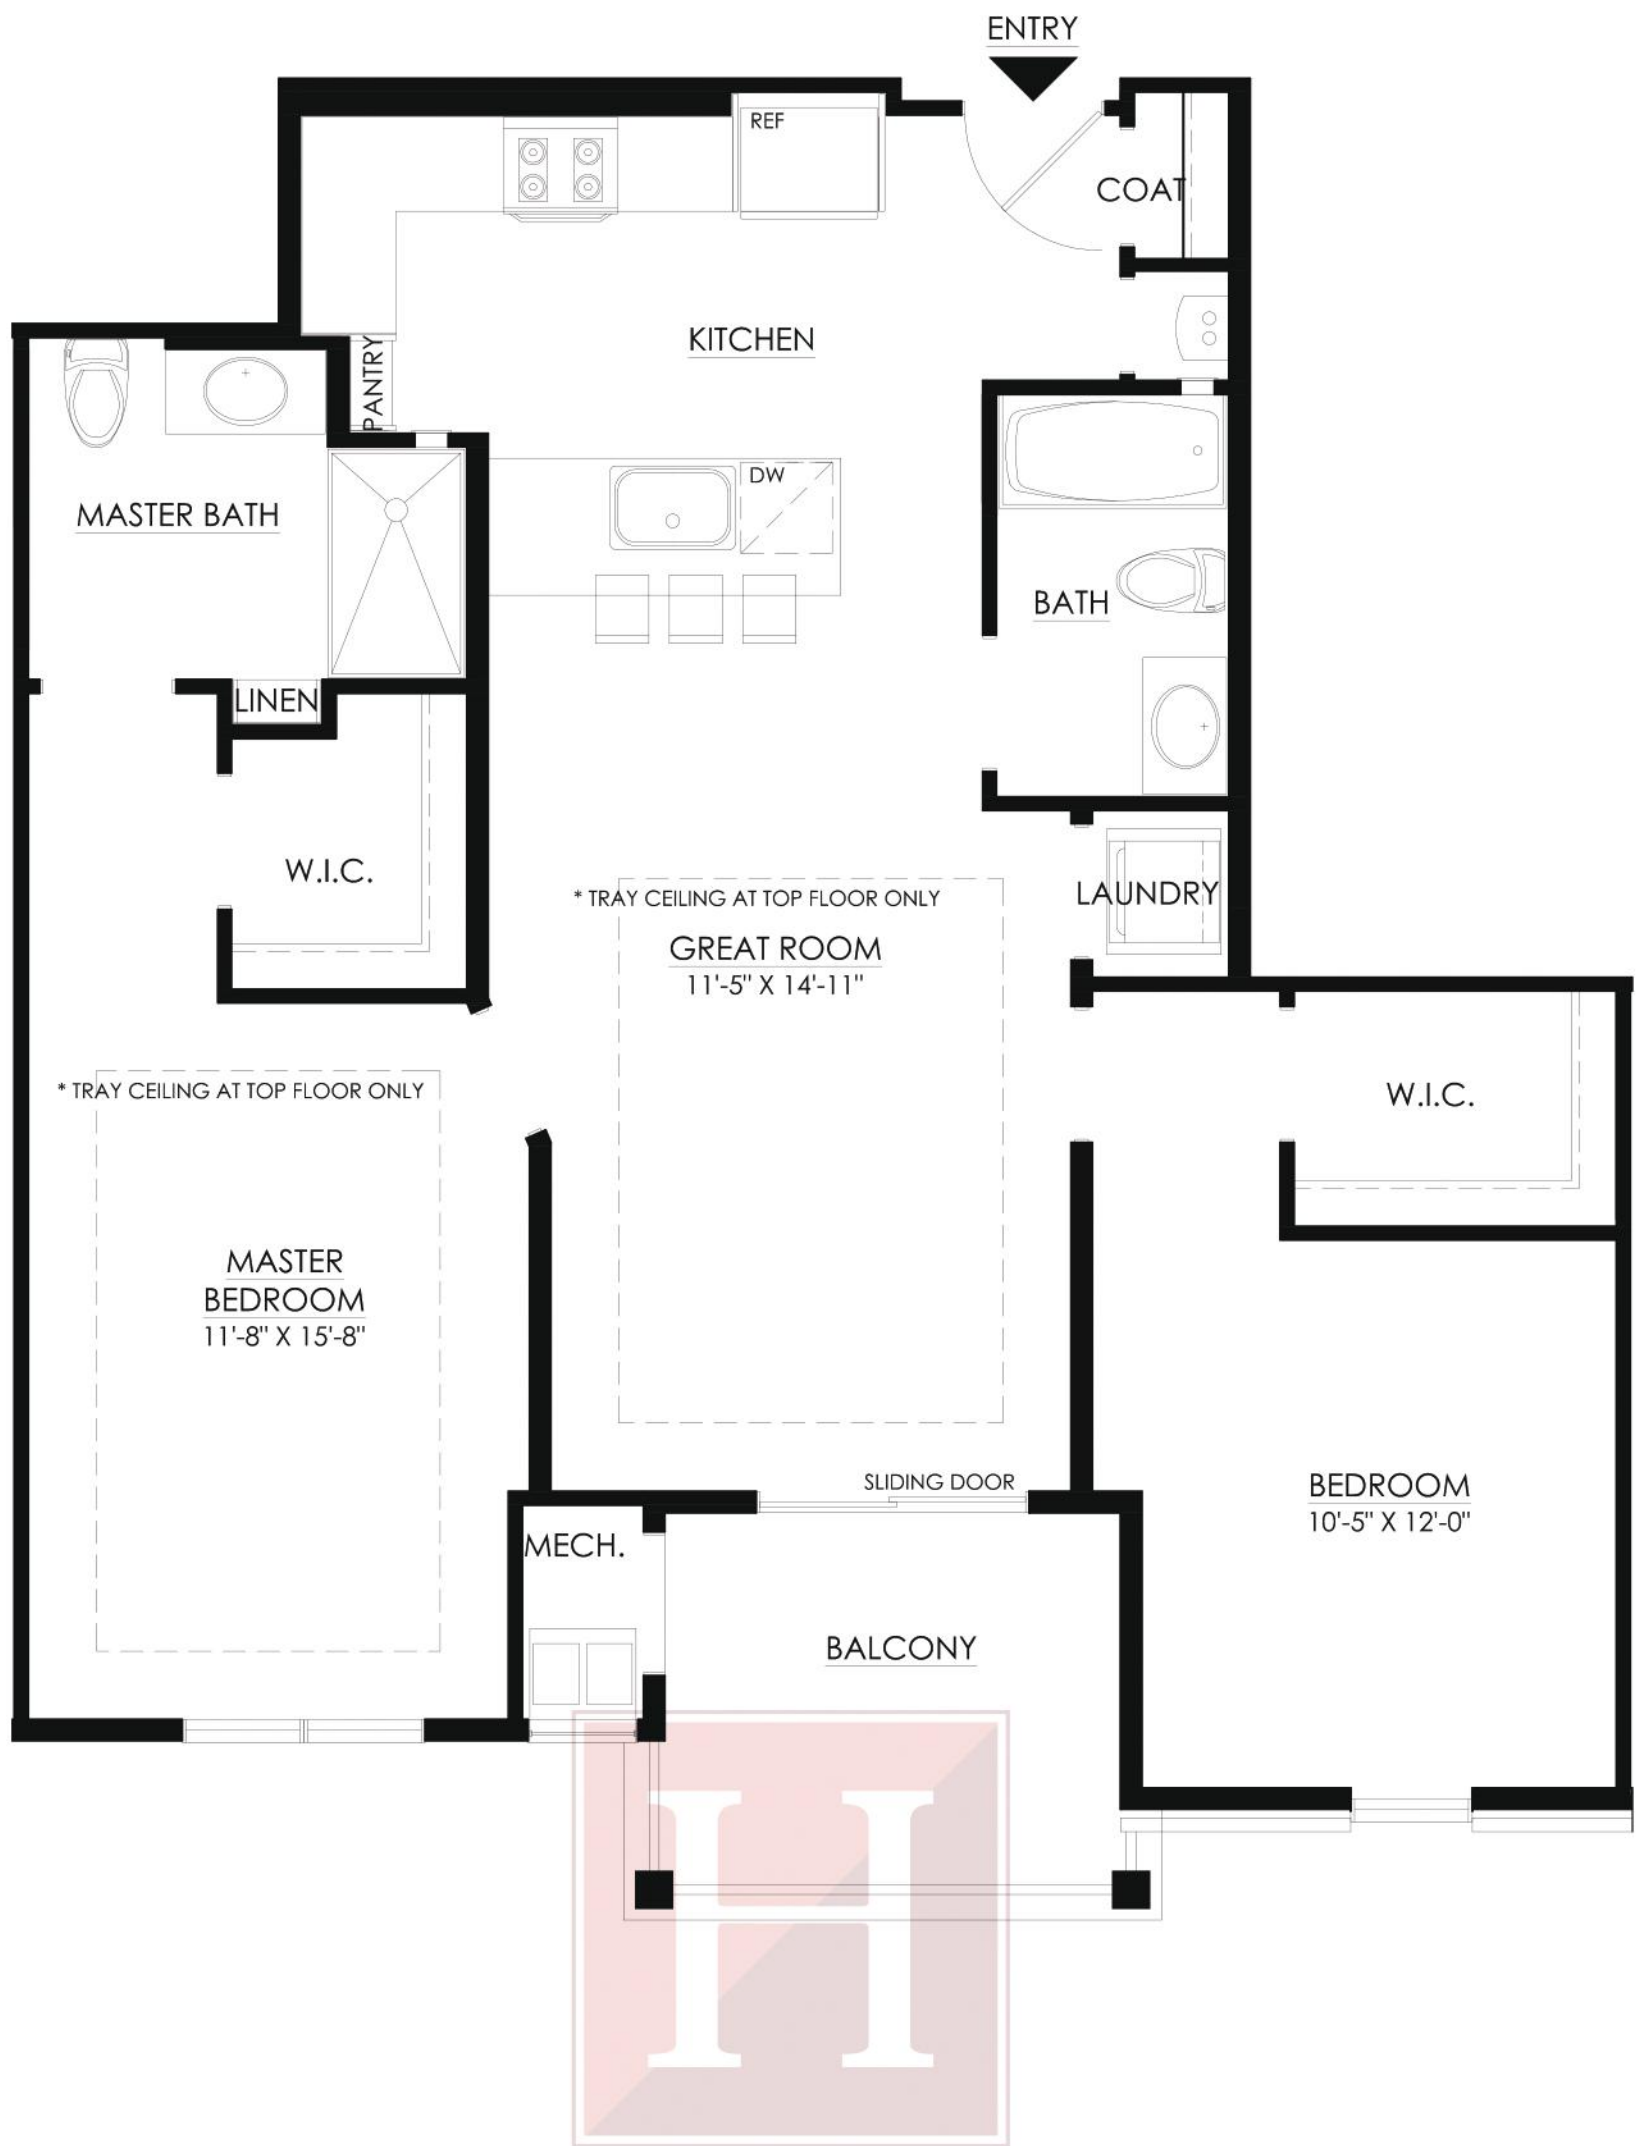 ENTRY
REF
COAT
KITCHEN
PANTRY
DW
MASTER BATH
BATH
LINEN
W.I.C.
LAUNDRY
* TRAY CEILING AT TOP FLOOR ONLY
GREAT ROOM
11'-5" X 14'-11"
* TRAY CEILING AT TOP FLOOR ONLY
W.I.C.
MASTER
BEDROOM
11'-8" X 15'-8"
SLIDING DOOR
BEDROOM
10'-5" X 12'-0"
MECH.
BALCONY
H